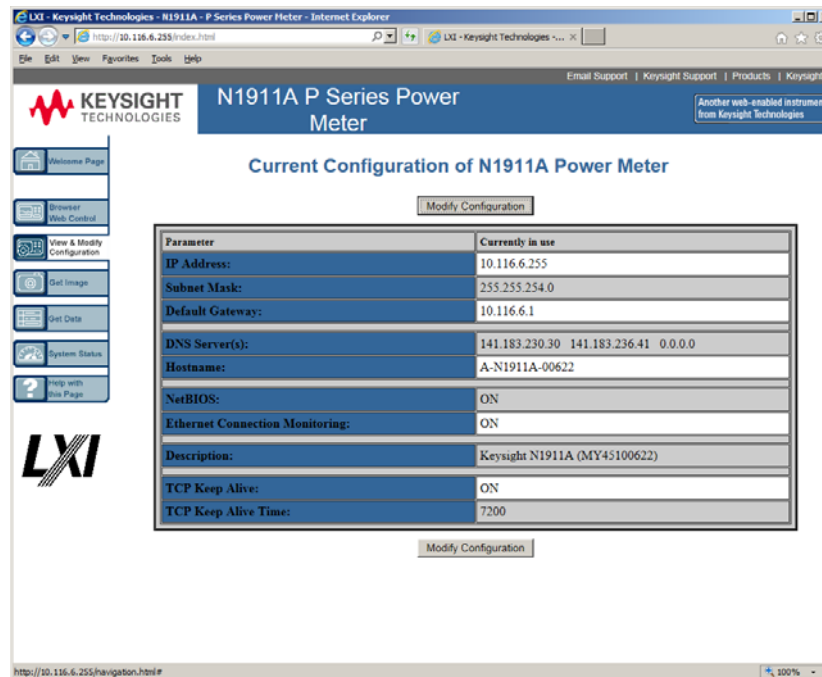 LXI - Keysight Technologies - N1911A - P Series Power Meter - Internet Explorer
http://10.116.6.255/index.html
LXI - Keysight Technologies -...
File Edit View Favorites Tools Help
Email Support | Keysight Support | Products | Keysight
KEYSIGHT
TECHNOLOGIES
N1911A P Series Power
Meter
Another web-enabled instrumen
from Keysight Technologies
Welcome Page
Browser
Web Control
View & Modify
Configuration
Get Image
Get Data
System Status
Help with
this Page
LXI
Current Configuration of N1911A Power Meter
Modify Configuration
Parameter Currently in use
IP Address: 10.116.6.255
Subnet Mask: 255.255.254.0
Default Gateway: 10.116.6.1
DNS Server(s): 141.183.230.30 141.183.236.41 0.0.0.0
Hostname: A-N1911A-00622
NetBIOS: ON
Ethernet Connection Monitoring: ON
Description: Keysight N1911A (MY45100622)
TCP Keep Alive: ON
TCP Keep Alive Time: 7200
Modify Configuration
http://10.116.6.255/navigation.html#
100%